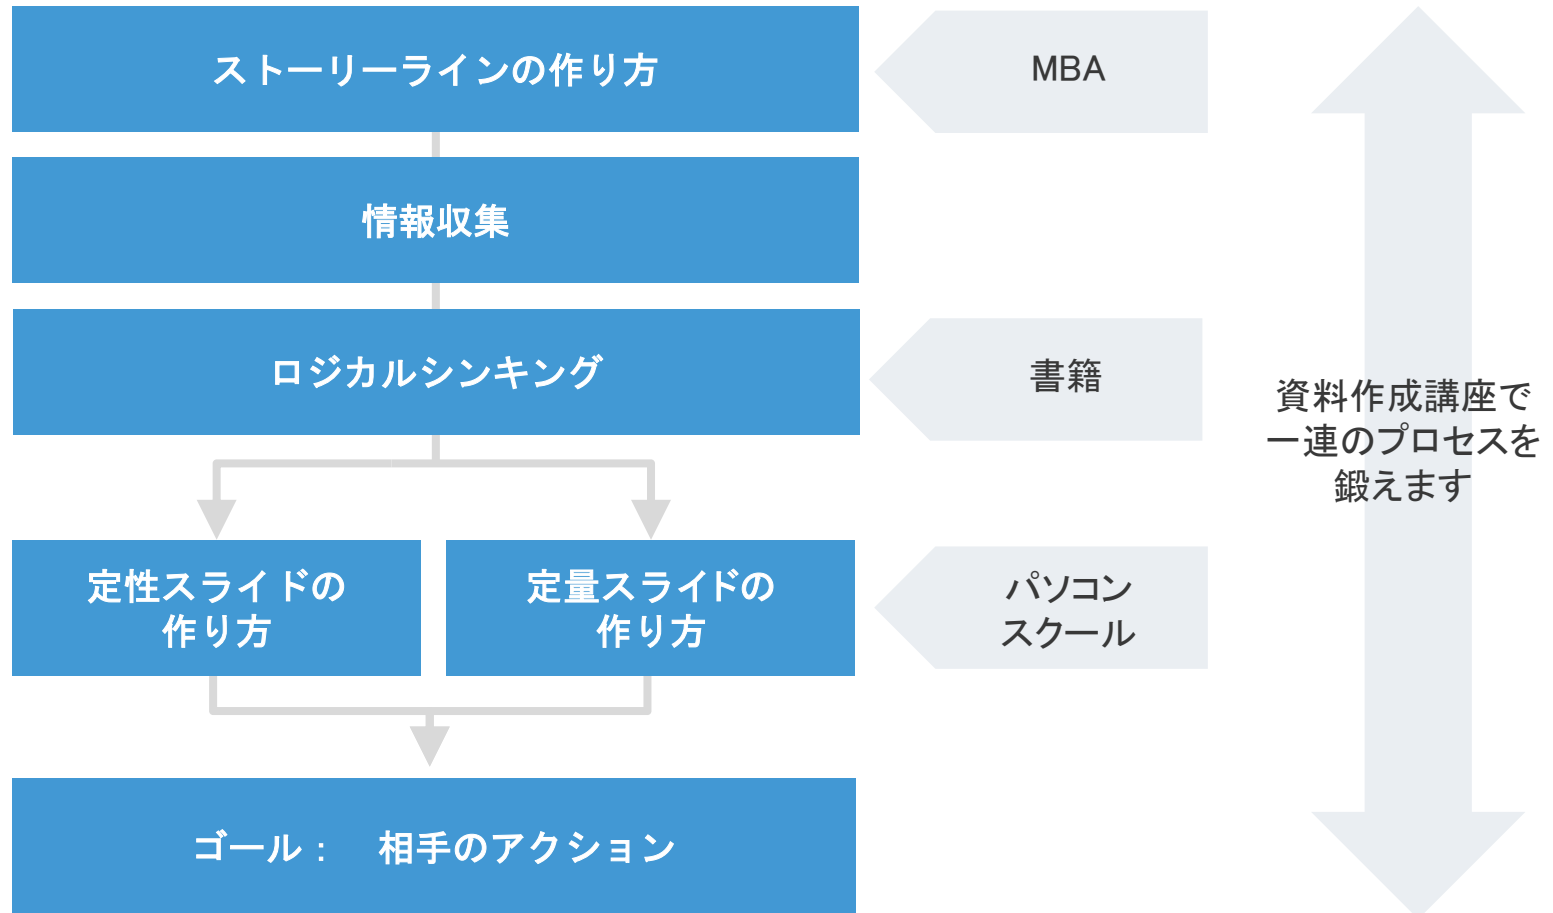 ストーリーラインの作り方
MBA
情報収集
ロジカルシンキング
書籍
資料作成講座で
一連のプロセスを
鍛えます
定性スライドの
作り方
定量スライドの
作り方
パソコン
スクール
ゴール： 相手のアクション